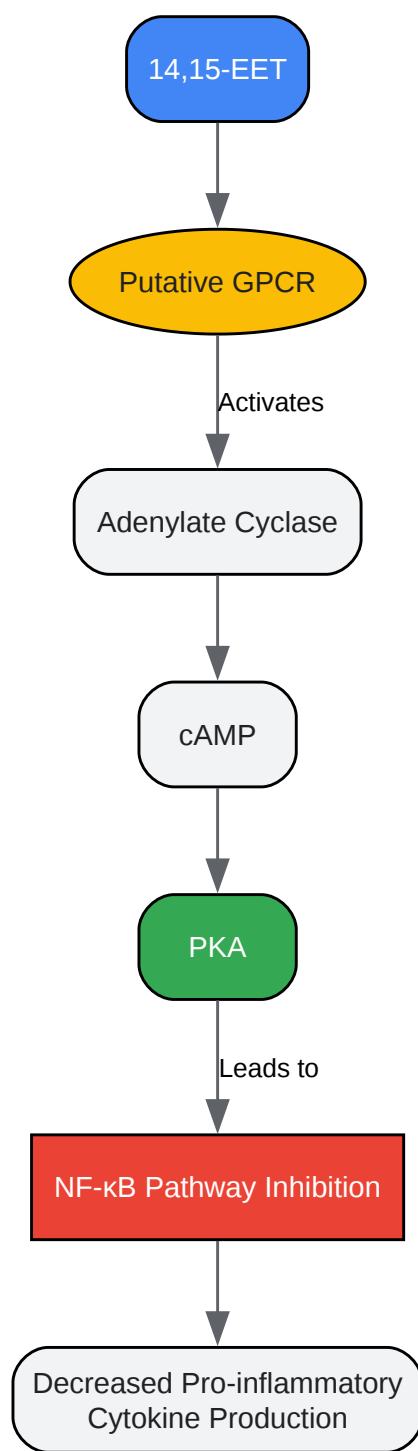 14,15-EET
Putative GPCR
Activates
Adenylate Cyclase
cAMP
PKA
Leads to
NF-κB Pathway Inhibition
Decreased Pro-inflammatory
Cytokine Production